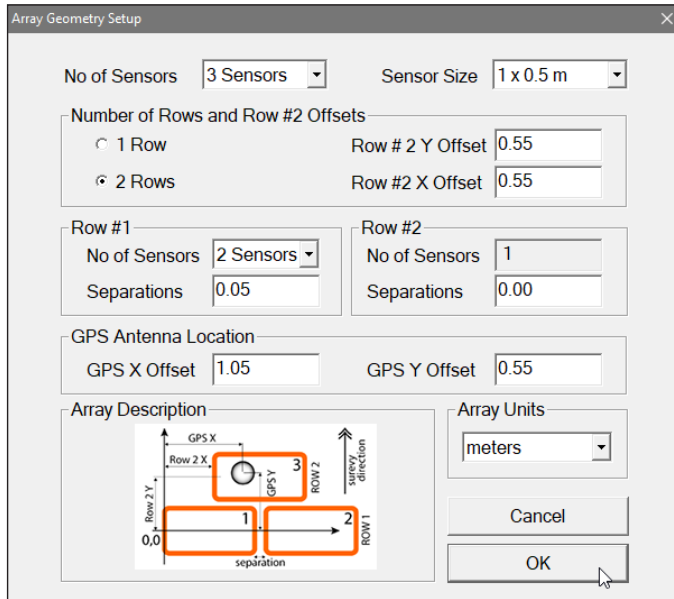 Array Geometry Setup
No of Sensors 3 Sensors Sensor Size 1 x 0.5 m
Number of Rows and Row #2 Offsets
1 Row Row # 2 Y Offset 0.55
2 Rows Row #2 X Offset 0.55
Row #1 Row #2
No of Sensors 2 Sensors No of Sensors 1
Separations 0.05 Separations 0.00
GPS Antenna Location
GPS X Offset 1.05 GPS Y Offset 0.55
Array Description Array Units
meters
GPS X
Row 2 X
Row 2 Y
GPS Y
3
ROW 2
surevy
direction
1
2
ROW 1
0,0
separation
Cancel
OK